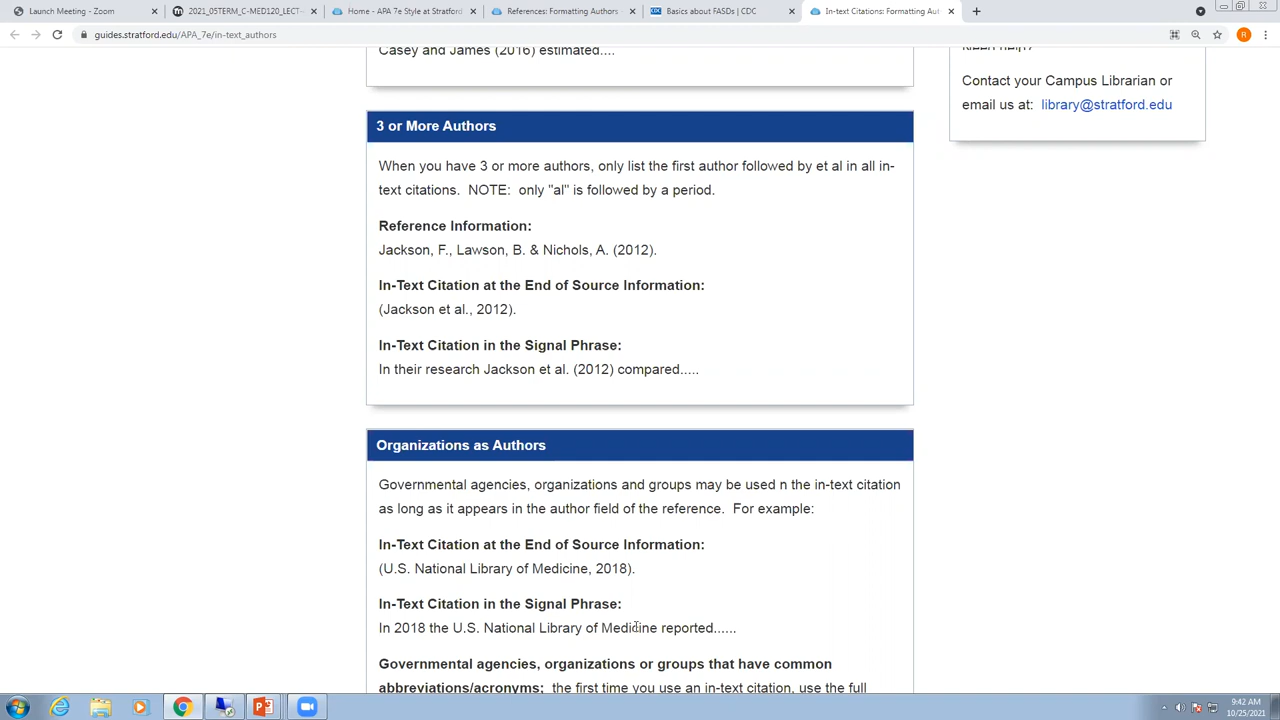 Launch Meeting - Zoom
2021_05TERM_C-MED120_LECT
Home - APA 7e Style at Stratford
References: Formatting Authors
CDC
Basics about FASDs | CDC
In-text Citations: Formatting Aut
guides.stratford.edu/APA_7e/in-text_authors
R
Casey and James (2016) estimated....
Need help?
Contact your Campus Librarian or
email us at: library@stratford.edu
3 or More Authors
When you have 3 or more authors, only list the first author followed by et al in all in-
text citations. NOTE: only "al" is followed by a period.
Reference Information:
Jackson, F., Lawson, B. & Nichols, A. (2012).
In-Text Citation at the End of Source Information:
(Jackson et al., 2012).
In-Text Citation in the Signal Phrase:
In their research Jackson et al. (2012) compared.....
Organizations as Authors
Governmental agencies, organizations and groups may be used n the in-text citation
as long as it appears in the author field of the reference. For example:
In-Text Citation at the End of Source Information:
(U.S. National Library of Medicine, 2018).
In-Text Citation in the Signal Phrase:
In 2018 the U.S. National Library of Medicine reported......
Governmental agencies, organizations or groups that have common
abbreviations/acronyms; the first time you use an in-text citation, use the full
9:42 AM
10/25/2021